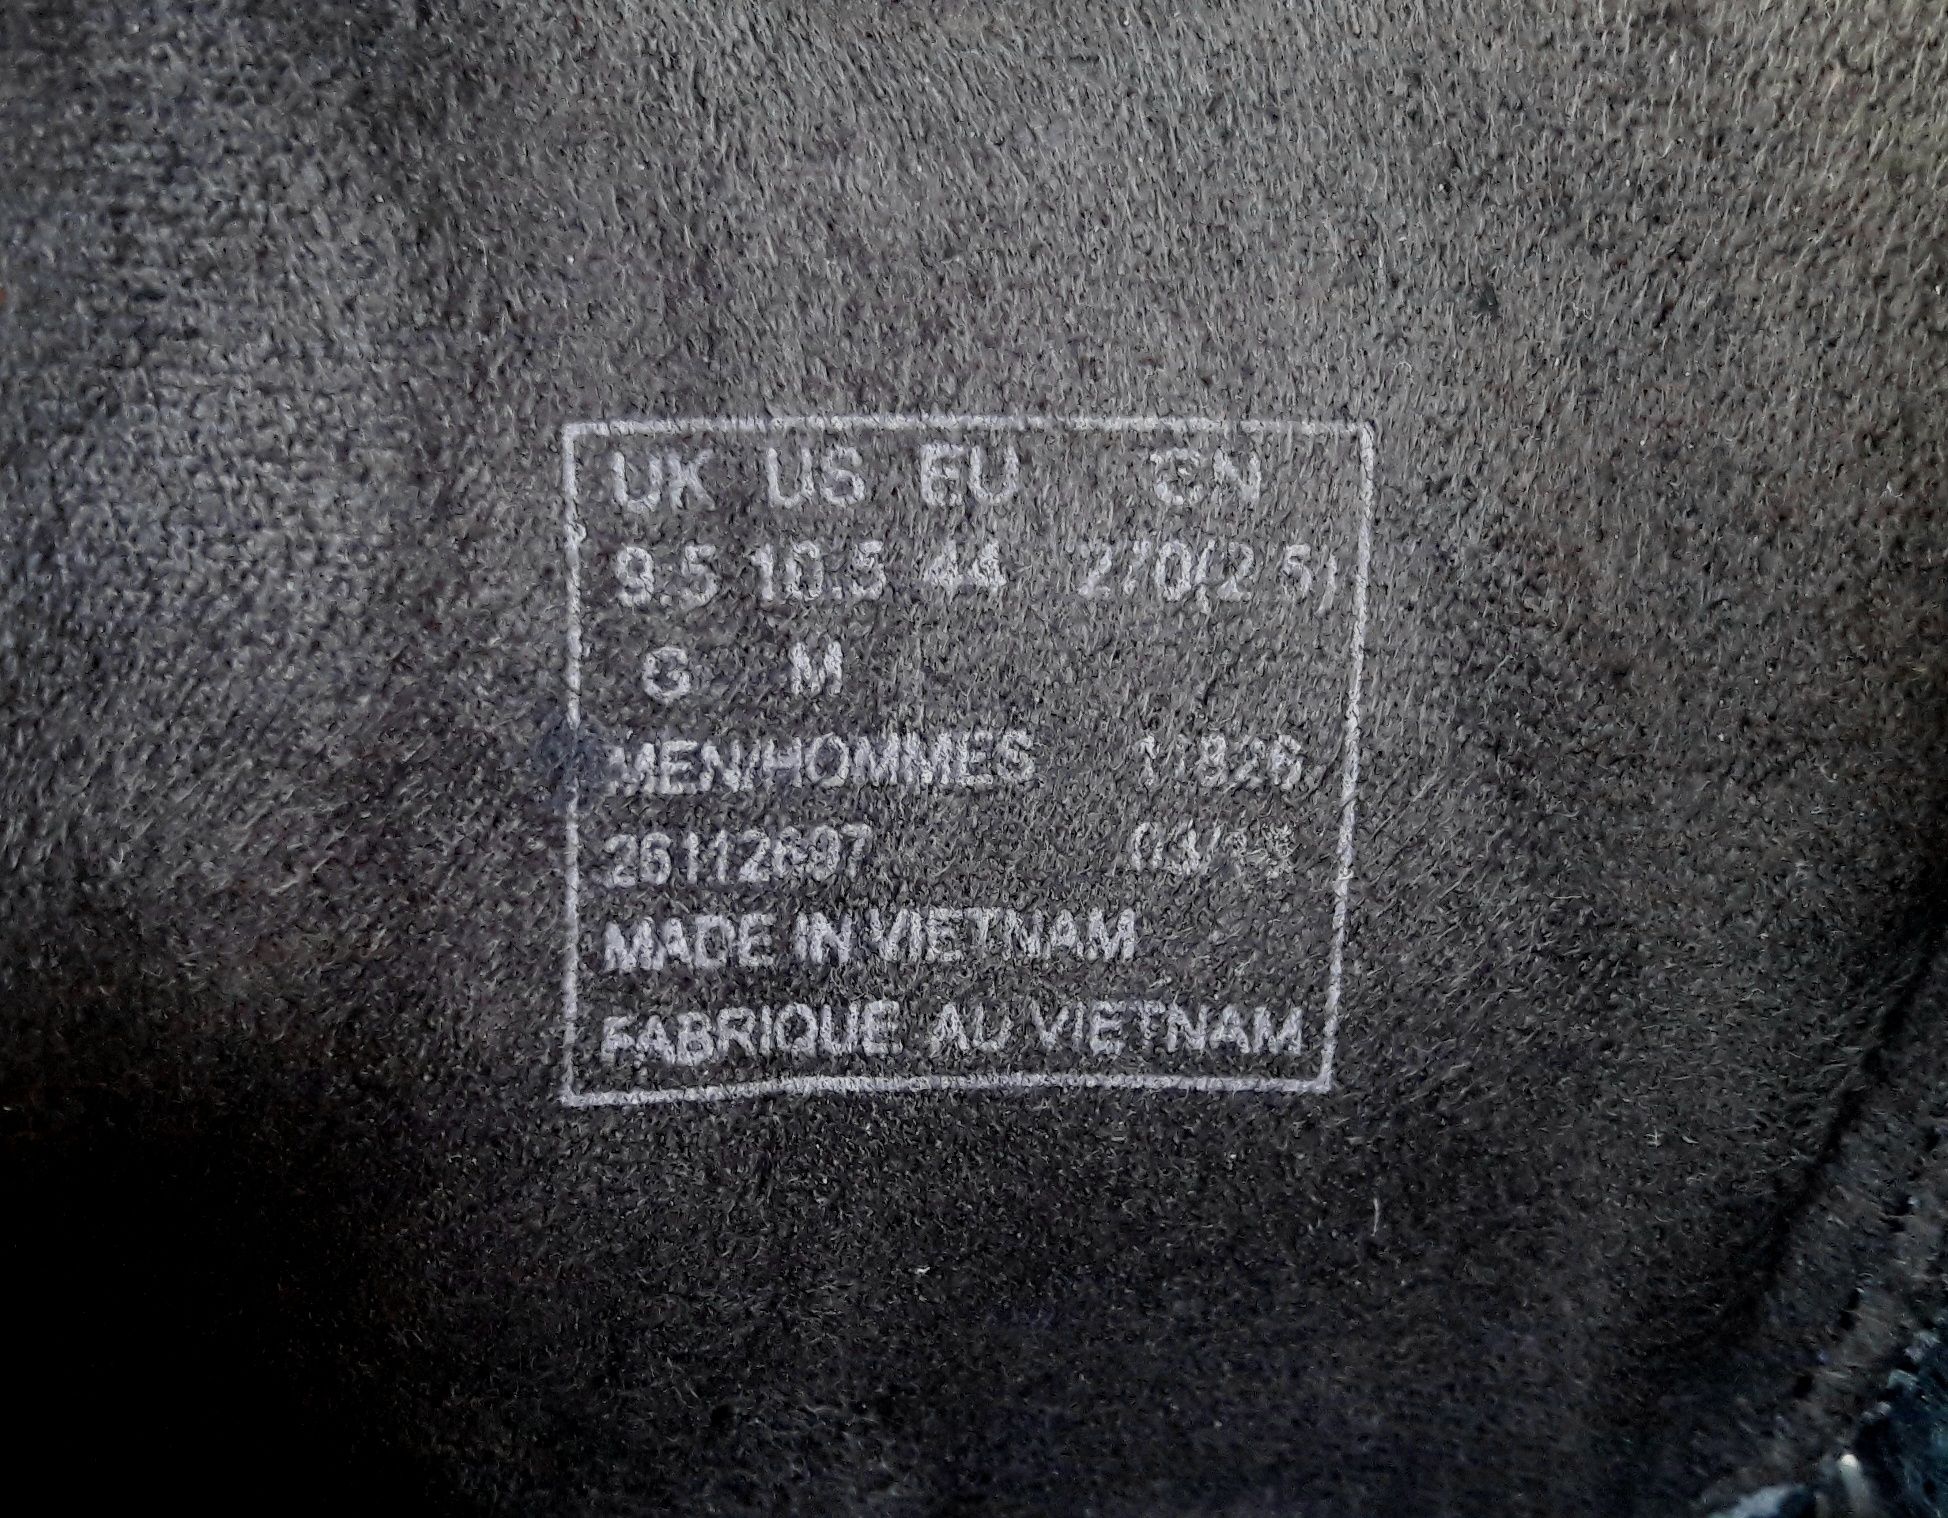 UK US EU CN
9.5 10.5 44 270(2.5)
G M
MEN/HOMMES 11826
26112697
MADE IN VIETNAM
FABRIQUE AU VIETNAM